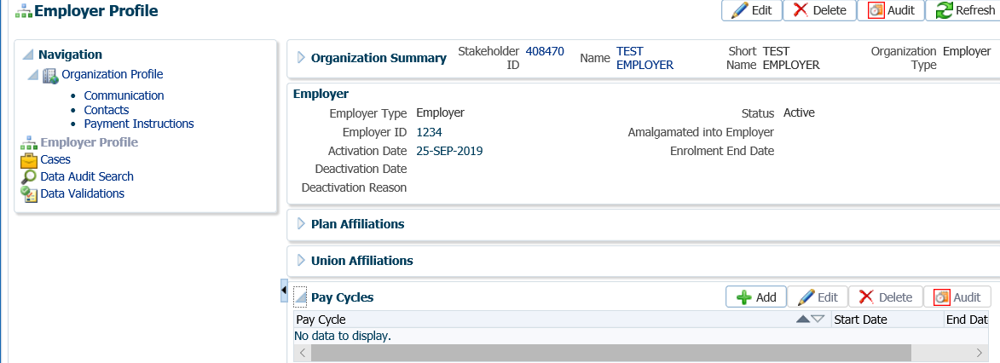 Employer Profile
Edit Delete Audit Refresh
Navigation
Organization Profile
Communication
Contacts
Payment Instructions
Employer Profile
Cases
Data Audit Search
Data Validations
Organization Summary
Stakeholder ID 408470
Name TEST EMPLOYER
Short Name TEST EMPLOYER
Organization Type Employer
Employer
Employer Type Employer
Status Active
Employer ID 1234
Amalgamated into Employer
Activation Date 25-SEP-2019
Enrolment End Date
Deactivation Date
Deactivation Reason
Plan Affiliations
Union Affiliations
Pay Cycles
Add Edit Delete Audit
Pay Cycle Start Date End Dat
No data to display.